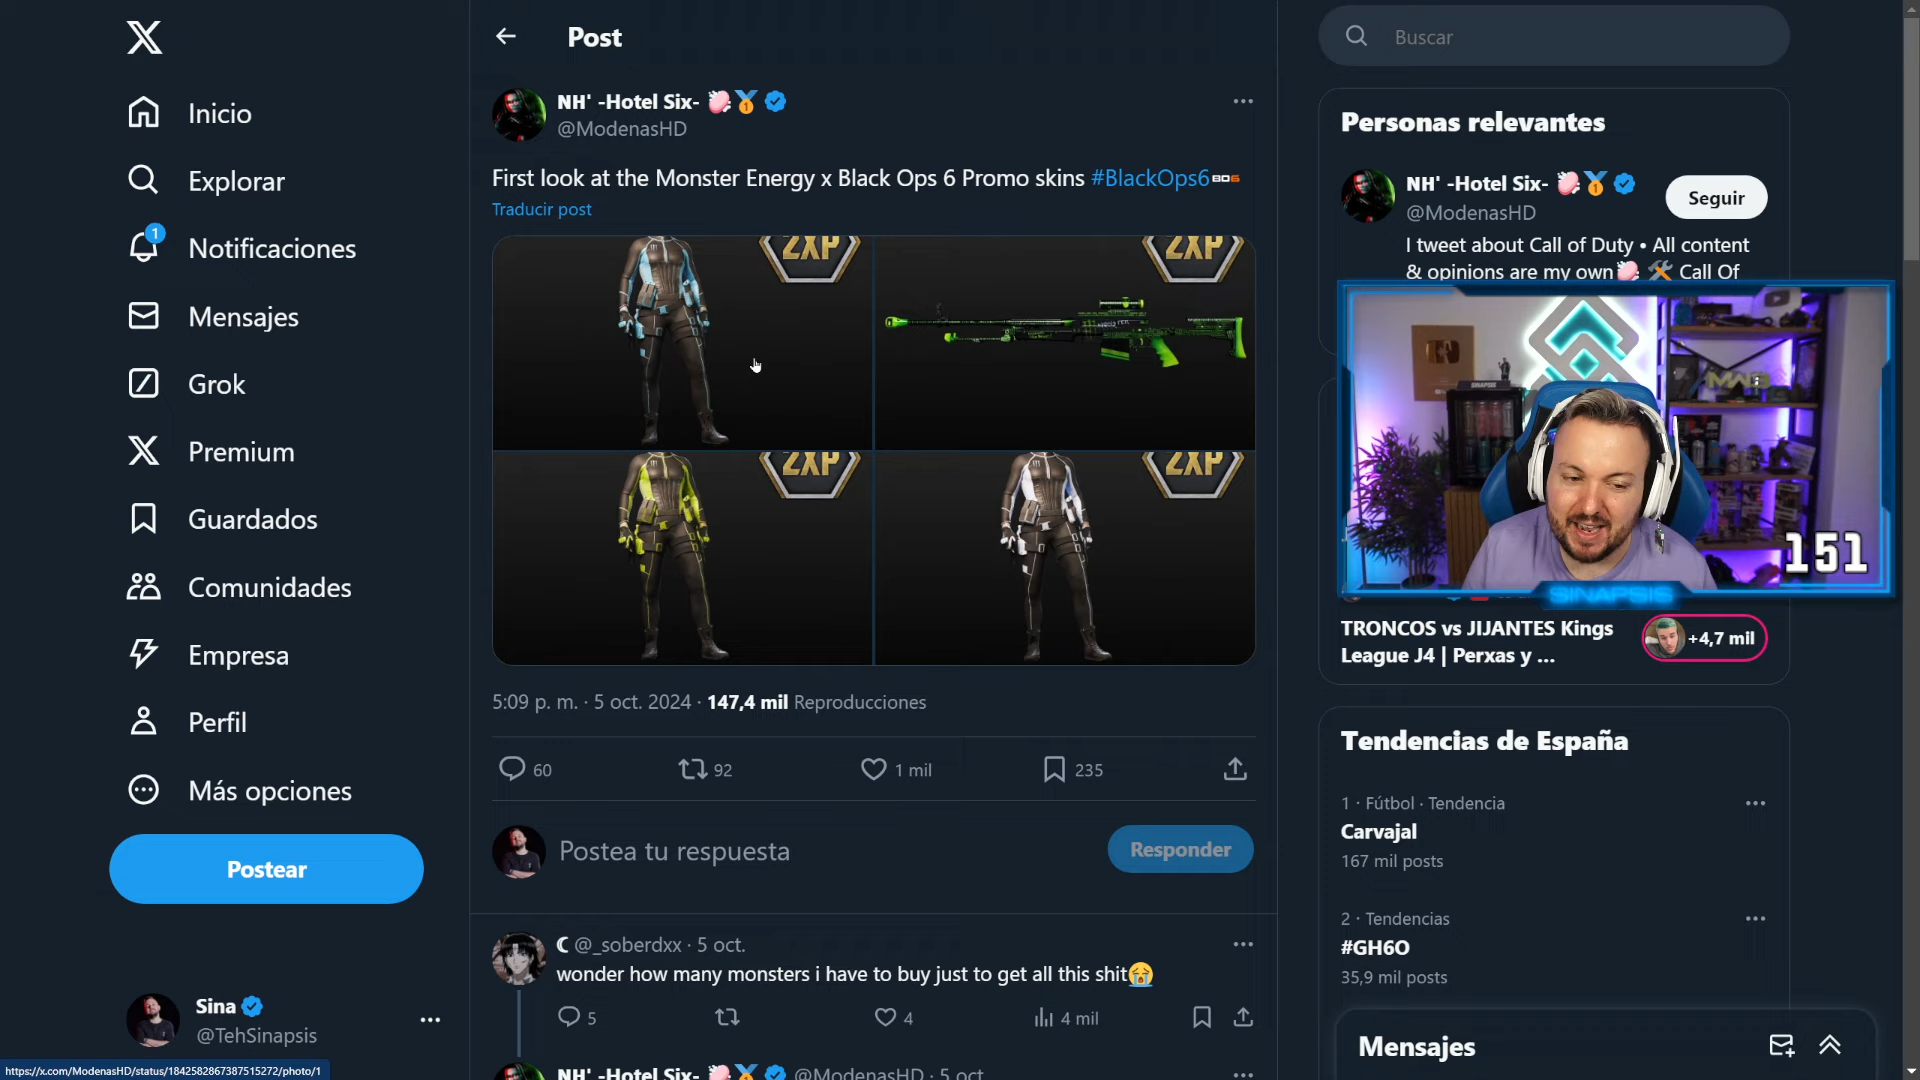 Inicio
Explorar
1
Notificaciones
Mensajes
Grok
Premium
Guardados
Comunidades
Empresa
Perfil
Más opciones
Postear
Sina
@TehSinapsis
https://x.com/ModenasHD/status/1842582867387515272/photo/1
Post
NH' -Hotel Six-
@ModenasHD
First look at the Monster Energy x Black Ops 6 Promo skins #BlackOps6 BO6
Traducir post
2XP
2XP
2XP
2XP
5:09 p. m. · 5 oct. 2024 · 147,4 mil Reproducciones
60
92
1 mil
235
Postea tu respuesta
Responder
@_soberdxx · 5 oct.
wonder how many monsters i have to buy just to get all this shit😭
5
4
4 mil
NH' -Hotel Six- @ModenasHD · 5 oct.
Buscar
Personas relevantes
NH' -Hotel Six-
@ModenasHD
Seguir
I tweet about Call of Duty • All content
& opinions are my own🧼 🛠️ Call Of
151
SINAPSIS
TRONCOS vs JIJANTES Kings
League J4 | Perxas y ...
+4,7 mil
Tendencias de España
1 · Fútbol · Tendencia
Carvajal
167 mil posts
2 · Tendencias
#GH6O
35,9 mil posts
Mensajes